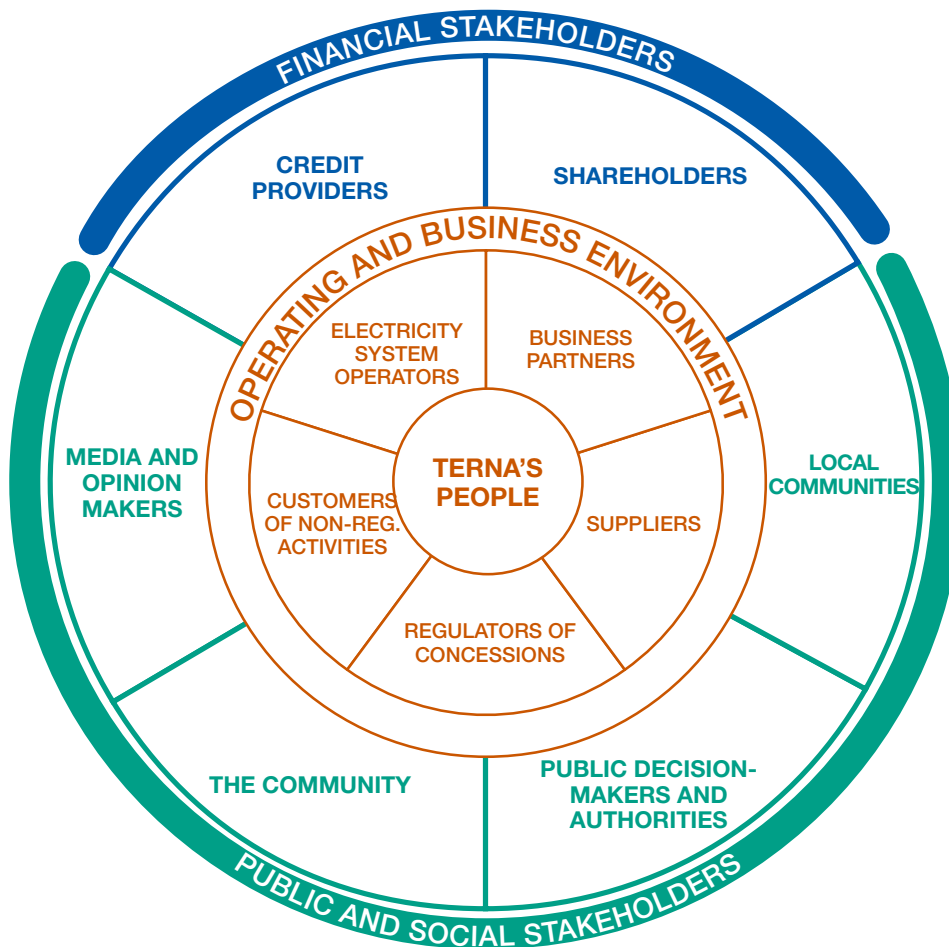 FINANCIAL STAKEHOLDERS
CREDIT
PROVIDERS
SHAREHOLDERS
OPERATING AND BUSINESS ENVIRONMENT
ELECTRICITY
SYSTEM
OPERATORS
BUSINESS
PARTNERS
MEDIA AND
OPINION
MAKERS
TERNA'S
PEOPLE
LOCAL
COMMUNITIES
CUSTOMERS
OF NON-REG.
ACTIVITIES
SUPPLIERS
REGULATORS OF
CONCESSIONS
THE COMMUNITY
PUBLIC DECISION-
MAKERS AND
AUTHORITIES
PUBLIC AND SOCIAL STAKEHOLDERS